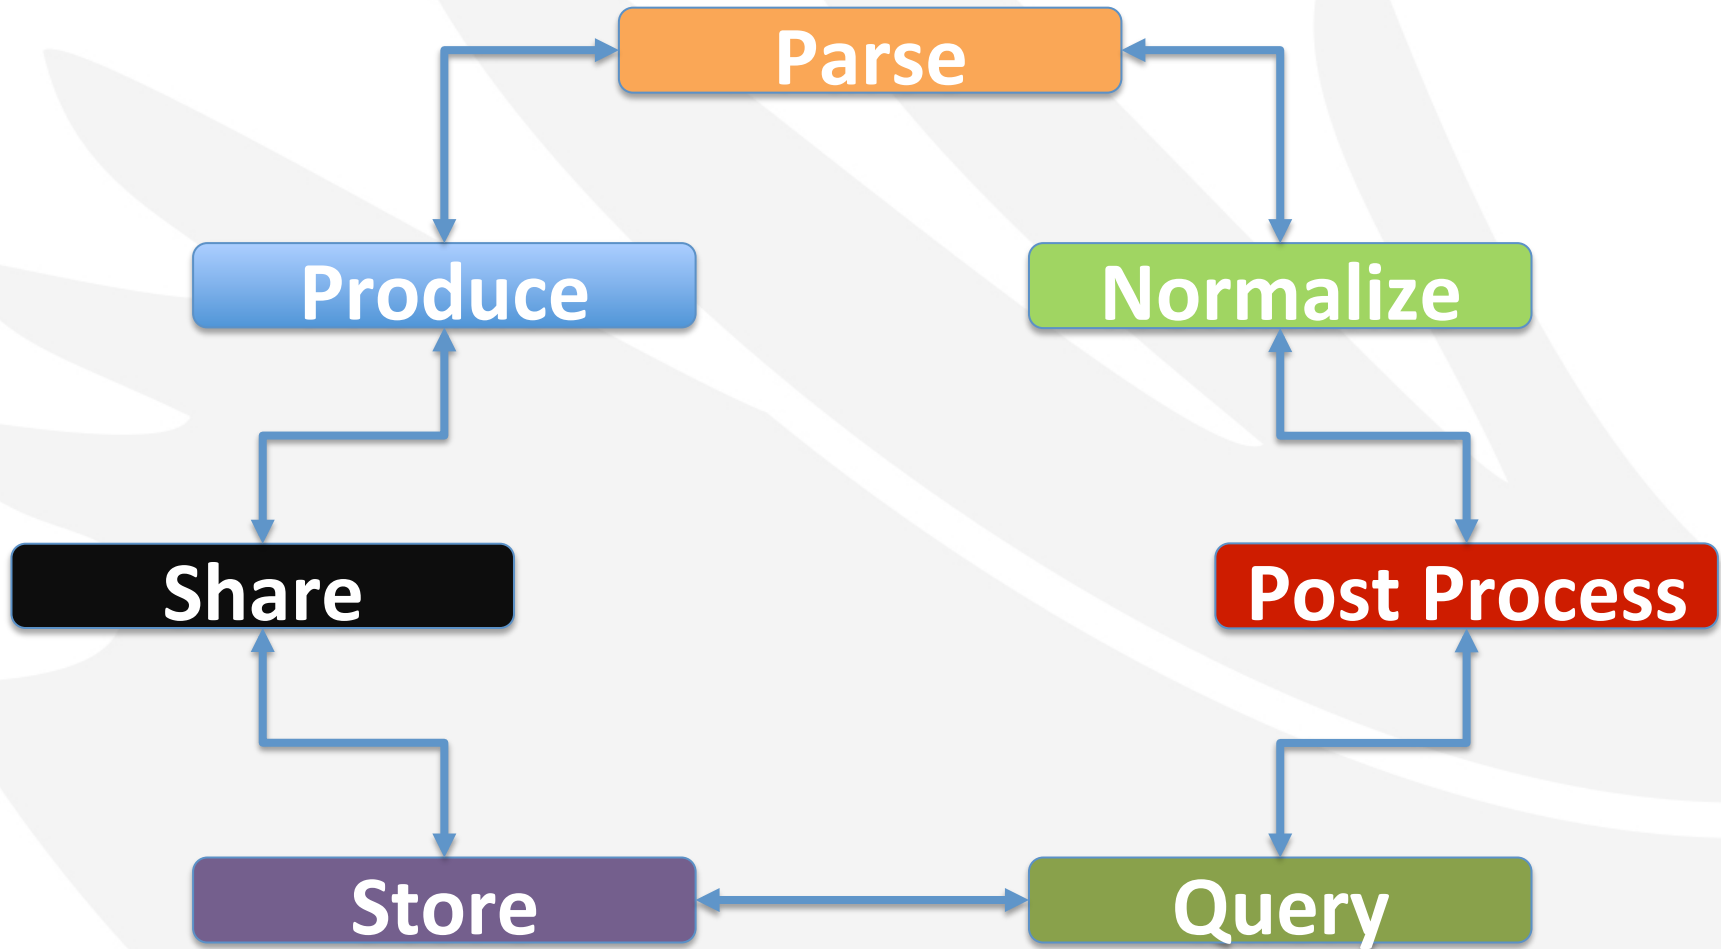 Parse
Produce
Normalize
Share
Post Process
Store
Query